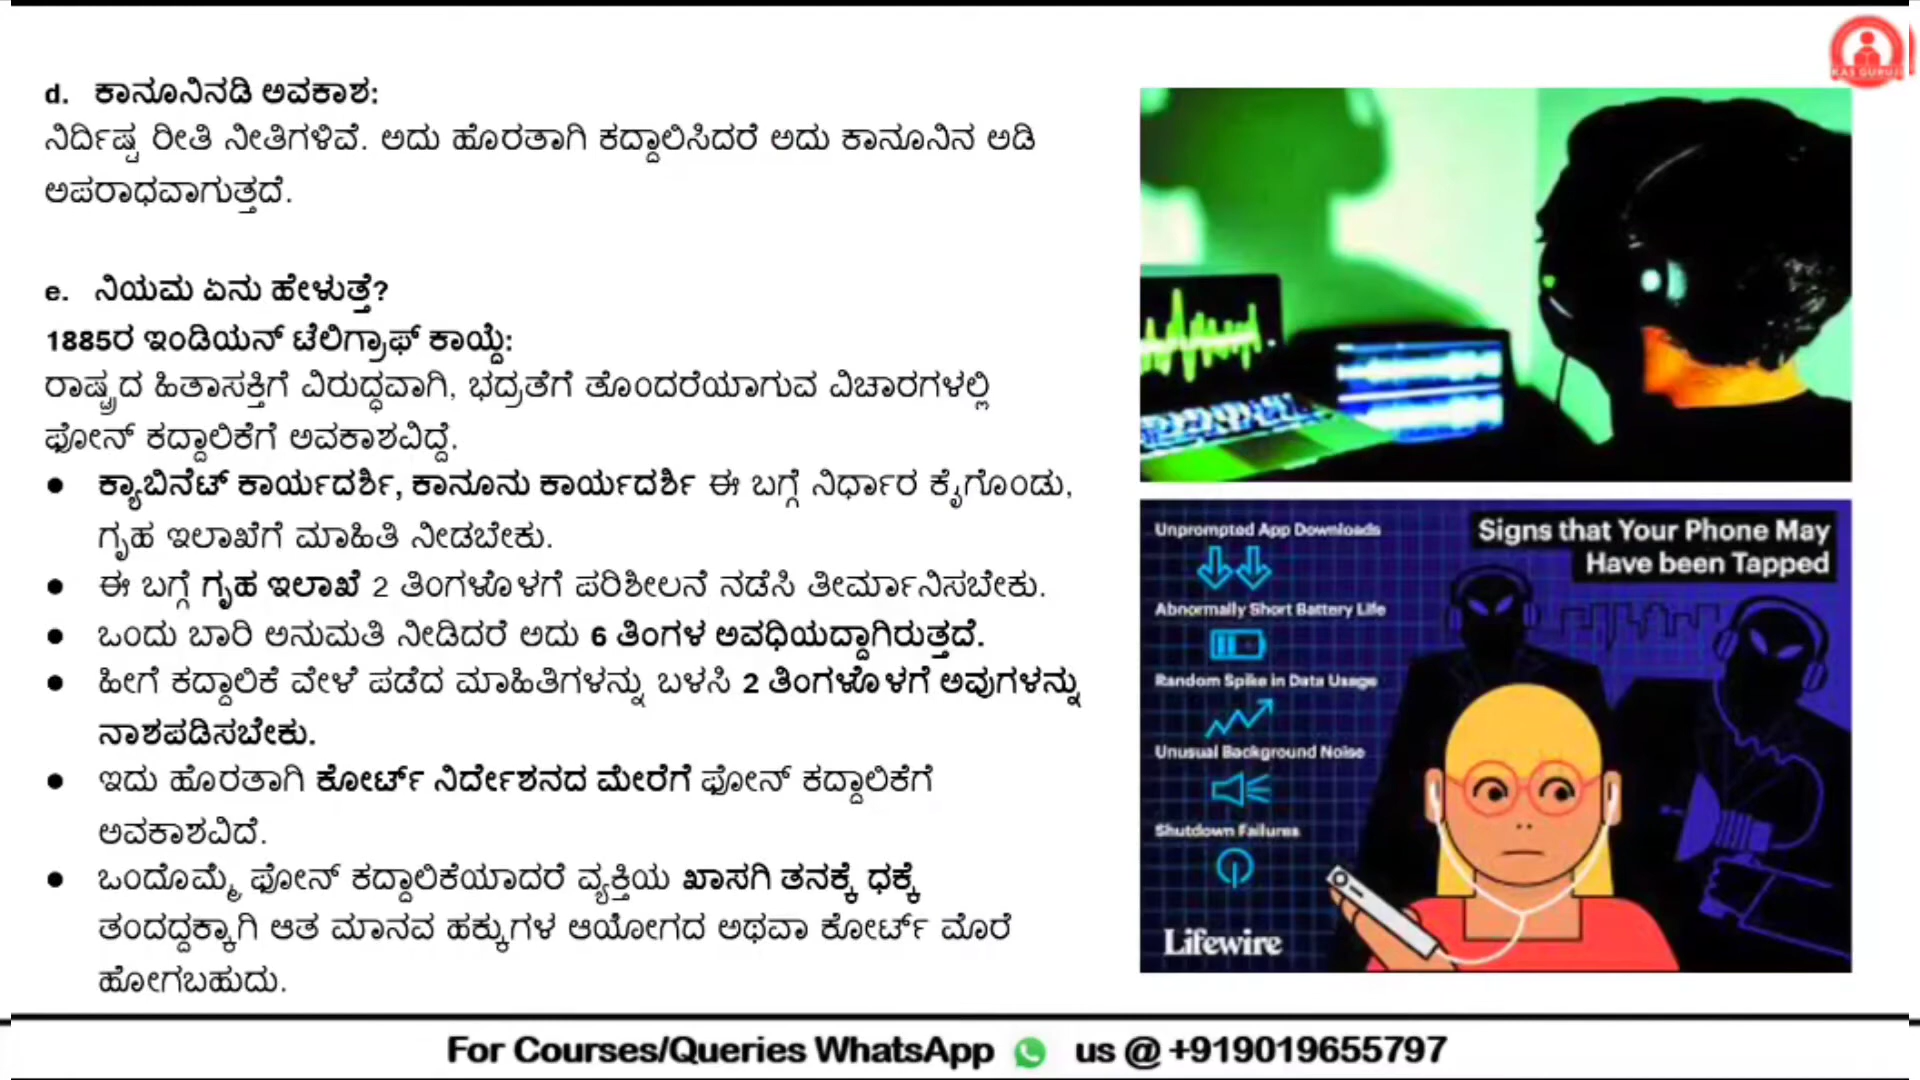 KAS GURUJI
d. ಕಾನೂನಿನಡಿ ಅವಕಾಶ:
ನಿರ್ದಿಷ್ಟ ರೀತಿ ನೀತಿಗಳಿವೆ. ಅದು ಹೊರತಾಗಿ ಕದ್ದಾಲಿಸಿದರೆ ಅದು ಕಾನೂನಿನ ಅಡಿ
ಅಪರಾಧವಾಗುತ್ತದೆ.
e. ನಿಯಮ ಏನು ಹೇಳುತ್ತೆ?
1885ರ ಇಂಡಿಯನ್ ಟೆಲಿಗ್ರಾಫ್ ಕಾಯ್ದೆ:
ರಾಷ್ಟ್ರದ ಹಿತಾಸಕ್ತಿಗೆ ವಿರುದ್ಧವಾಗಿ, ಭದ್ರತೆಗೆ ತೊಂದರೆಯಾಗುವ ವಿಚಾರಗಳಲ್ಲಿ
ಫೋನ್ ಕದ್ದಾಲಿಕೆಗೆ ಅವಕಾಶವಿದ್ದೆ.
● ಕ್ಯಾಬಿನೆಟ್ ಕಾರ್ಯದರ್ಶಿ, ಕಾನೂನು ಕಾರ್ಯದರ್ಶಿ ಈ ಬಗ್ಗೆ ನಿರ್ಧಾರ ಕೈಗೊಂಡು,
ಗೃಹ ಇಲಾಖೆಗೆ ಮಾಹಿತಿ ನೀಡಬೇಕು.
● ಈ ಬಗ್ಗೆ ಗೃಹ ಇಲಾಖೆ 2 ತಿಂಗಳೊಳಗೆ ಪರಿಶೀಲನೆ ನಡೆಸಿ ತೀರ್ಮಾನಿಸಬೇಕು.
● ಒಂದು ಬಾರಿ ಅನುಮತಿ ನೀಡಿದರೆ ಅದು 6 ತಿಂಗಳ ಅವಧಿಯದ್ದಾಗಿರುತ್ತದೆ.
● ಹೀಗೆ ಕದ್ದಾಲಿಕೆ ವೇಳೆ ಪಡೆದ ಮಾಹಿತಿಗಳನ್ನು ಬಳಸಿ 2 ತಿಂಗಳೊಳಗೆ ಅವುಗಳನ್ನು
ನಾಶಪಡಿಸಬೇಕು.
● ಇದು ಹೊರತಾಗಿ ಕೋರ್ಟ್ ನಿರ್ದೇಶನದ ಮೇರೆಗೆ ಫೋನ್ ಕದ್ದಾಲಿಕೆಗೆ
ಅವಕಾಶವಿದೆ.
● ಒಂದೊಮ್ಮೆ ಫೋನ್ ಕದ್ದಾಲಿಕೆಯಾದರೆ ವ್ಯಕ್ತಿಯ ಖಾಸಗಿ ತನಕ್ಕೆ ಧಕ್ಕೆ
ತಂದದ್ದಕ್ಕಾಗಿ ಆತ ಮಾನವ ಹಕ್ಕುಗಳ ಆಯೋಗದ ಅಥವಾ ಕೋರ್ಟ್ ಮೊರೆ
ಹೋಗಬಹುದು.
Signs that Your Phone May
Have been Tapped
Unprompted App Downloads
Abnormally Short Battery Life
Random Spike in Data Usage
Unusual Background Noise
Shutdown Failures
Lifewire
For Courses/Queries WhatsApp us @ +919019655797